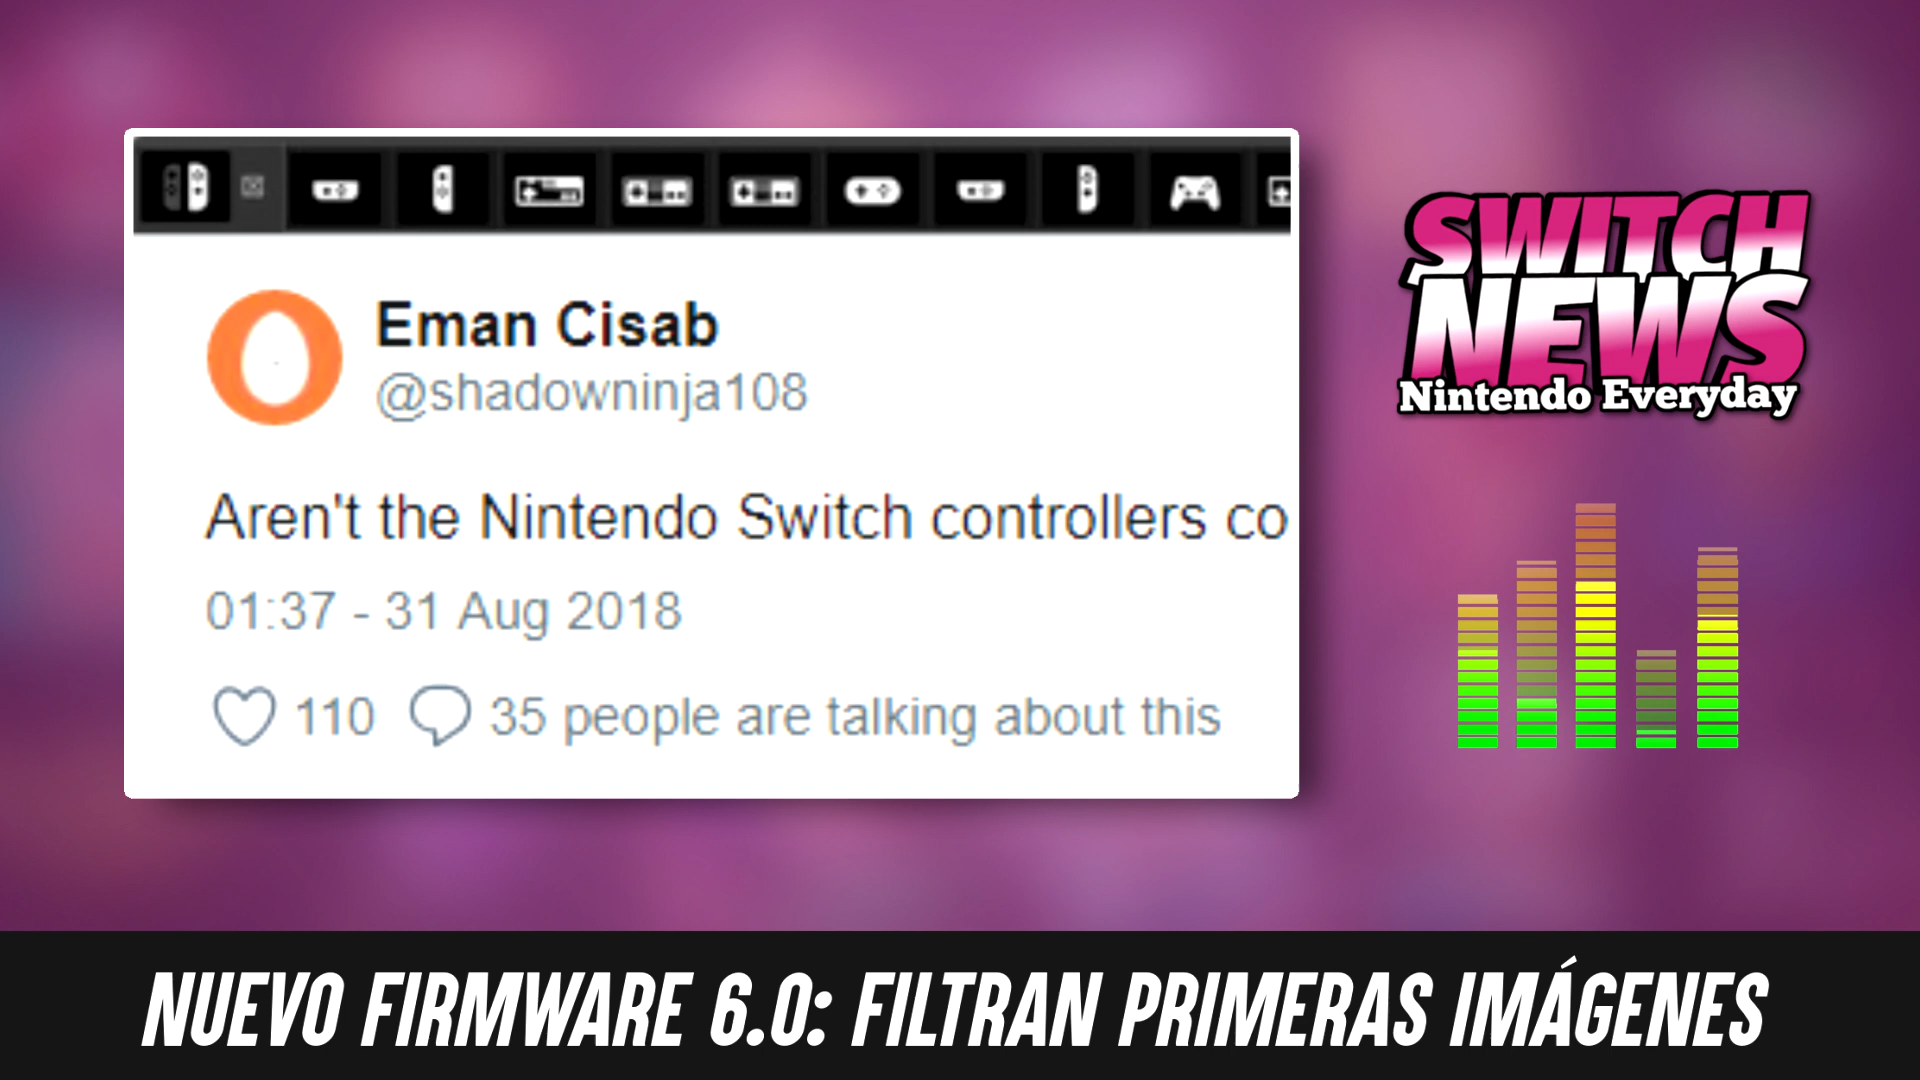 Eman Cisab
@shadowninja108
Aren't the Nintendo Switch controllers co
01:37 - 31 Aug 2018
110 35 people are talking about this
SWITCH
NEWS
Nintendo Everyday
NUEVO FIRMWARE 6.0: FILTRAN PRIMERAS IMÁGENES